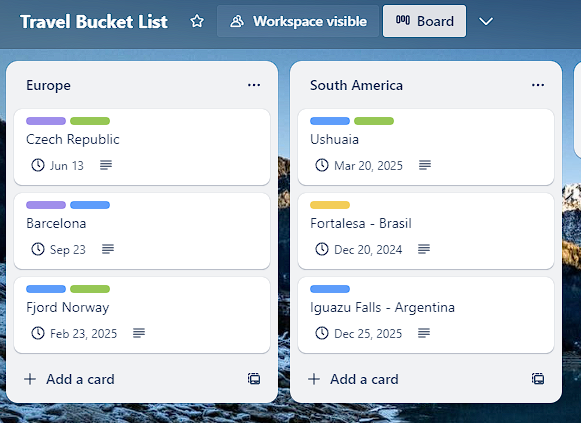 Travel Bucket List
Workspace visible
Board
Europe
Czech Republic
Jun 13
Barcelona
Sep 23
Fjord Norway
Feb 23, 2025
Add a card
South America
Ushuaia
Mar 20, 2025
Fortalesa - Brasil
Dec 20, 2024
Iguazu Falls - Argentina
Dec 25, 2025
Add a card